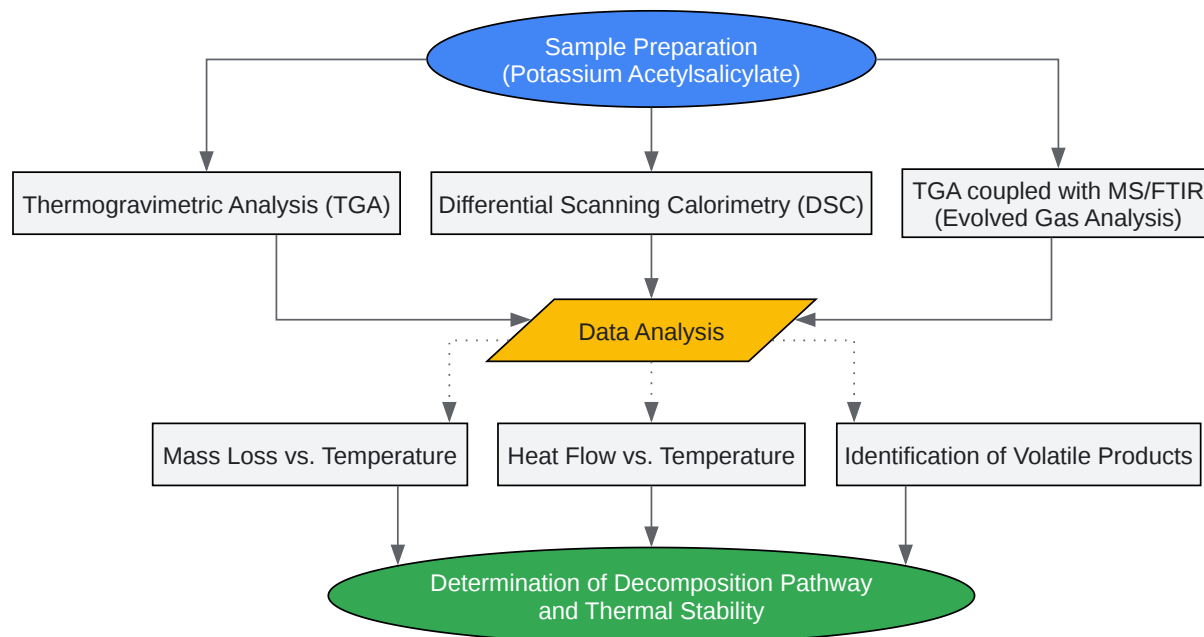 Sample Preparation
(Potassium Acetylsalicylate)
Thermogravimetric Analysis (TGA)
Differential Scanning Calorimetry (DSC)
TGA coupled with MS/FTIR
(Evolved Gas Analysis)
Data Analysis
Mass Loss vs. Temperature
Heat Flow vs. Temperature
Identification of Volatile Products
Determination of Decomposition Pathway
and Thermal Stability